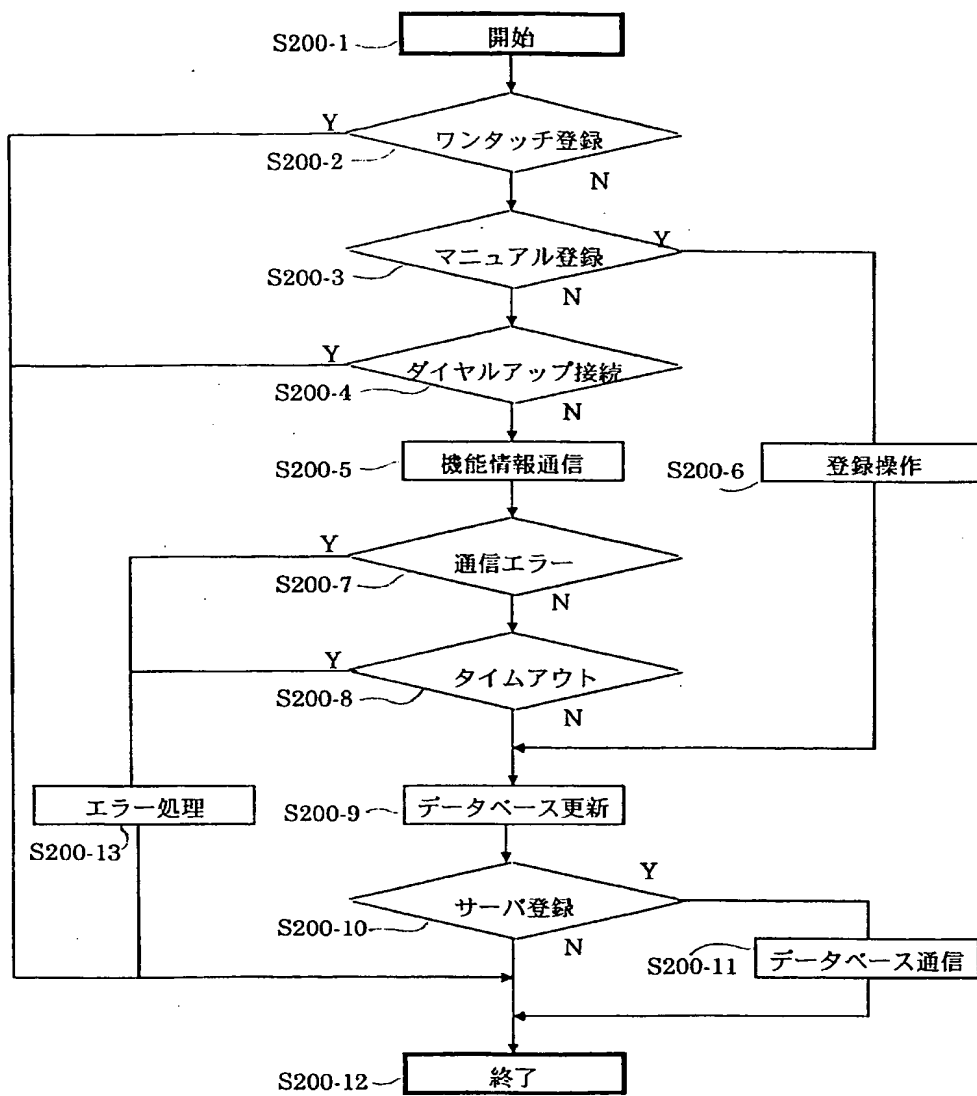 S200-1
開始
Y
ワンタッチ登録
S200-2
N
Y
マニュアル登録
S200-3
N
Y
ダイヤルアップ接続
S200-4
N
S200-5
機能情報通信
S200-6
登録操作
Y
通信エラー
S200-7
N
Y
タイムアウト
S200-8
N
エラー処理
S200-13
S200-9
データベース更新
Y
サーバ登録
S200-10
N
S200-11
データベース通信
S200-12
終了